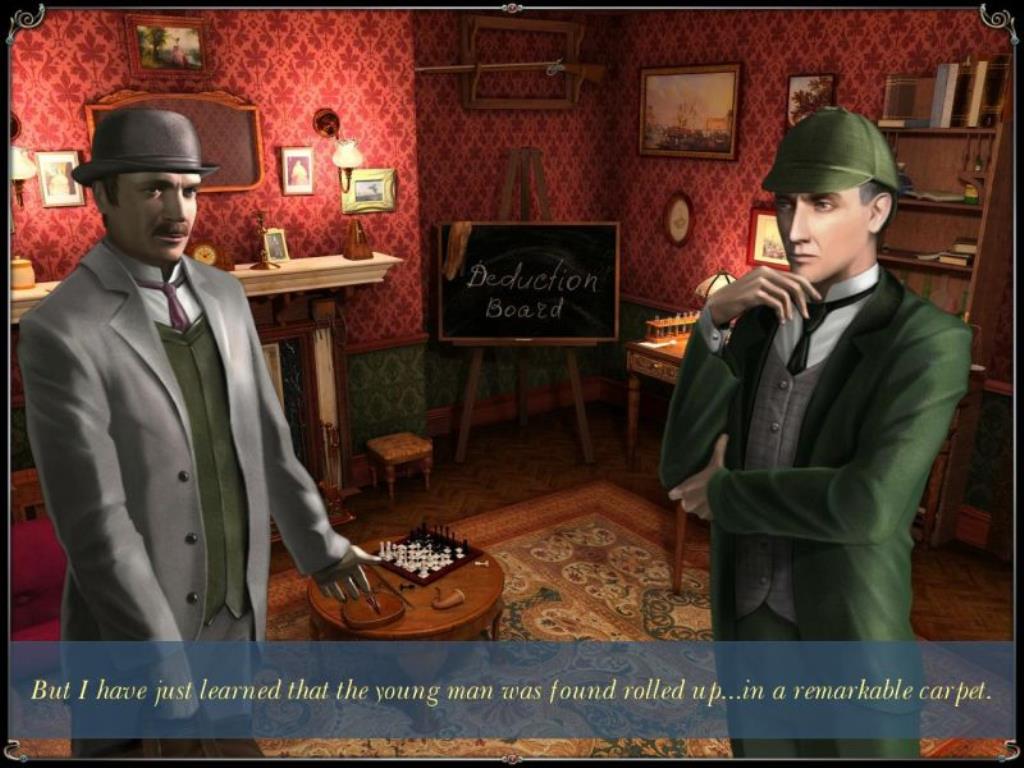 Deduction
Board
But I have just learned that the young man was found rolled up...in a remarkable carpet.